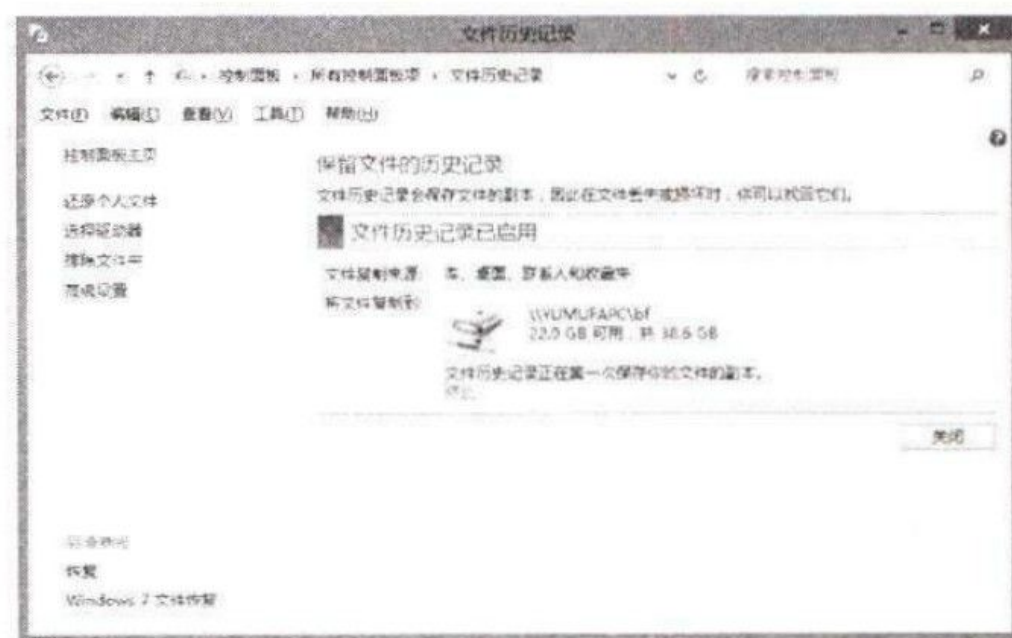 文件历史记录
控制面板 ▸ 所有控制面板项 ▸ 文件历史记录
搜索控制面板
文件(F) 编辑(E) 查看(V) 工具(T) 帮助(H)
控制面板主页
还原个人文件
选择驱动器
排除文件夹
高级设置
保留文件的历史记录
文件历史记录会保存文件的副本，因此在文件丢失或损坏时，你可以找回它们。
文件历史记录已启用
文件复制来源: 库、桌面、联系人和收藏夹
将文件复制到:
\\YUMUFAPC\bf
22.0 GB 可用，共 38.6 GB
文件历史记录正在第一次保存你的文件的副本。
停止
关闭
恢复
Windows 7 文件恢复